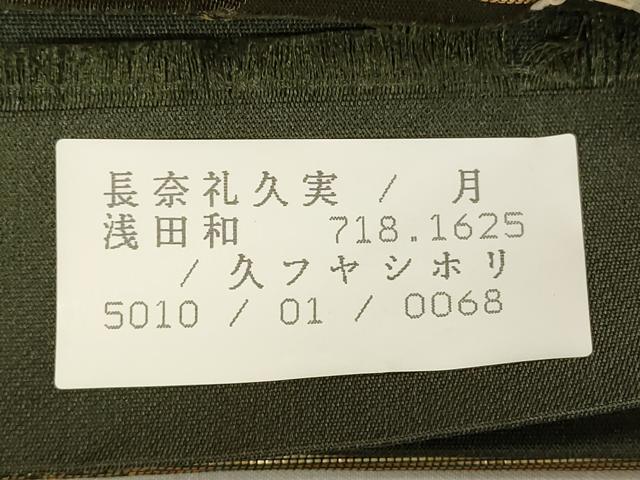 長奈礼久実 / 月
浅田和 718.1625
/ 久フヤシホリ
5010 / 01 / 0068